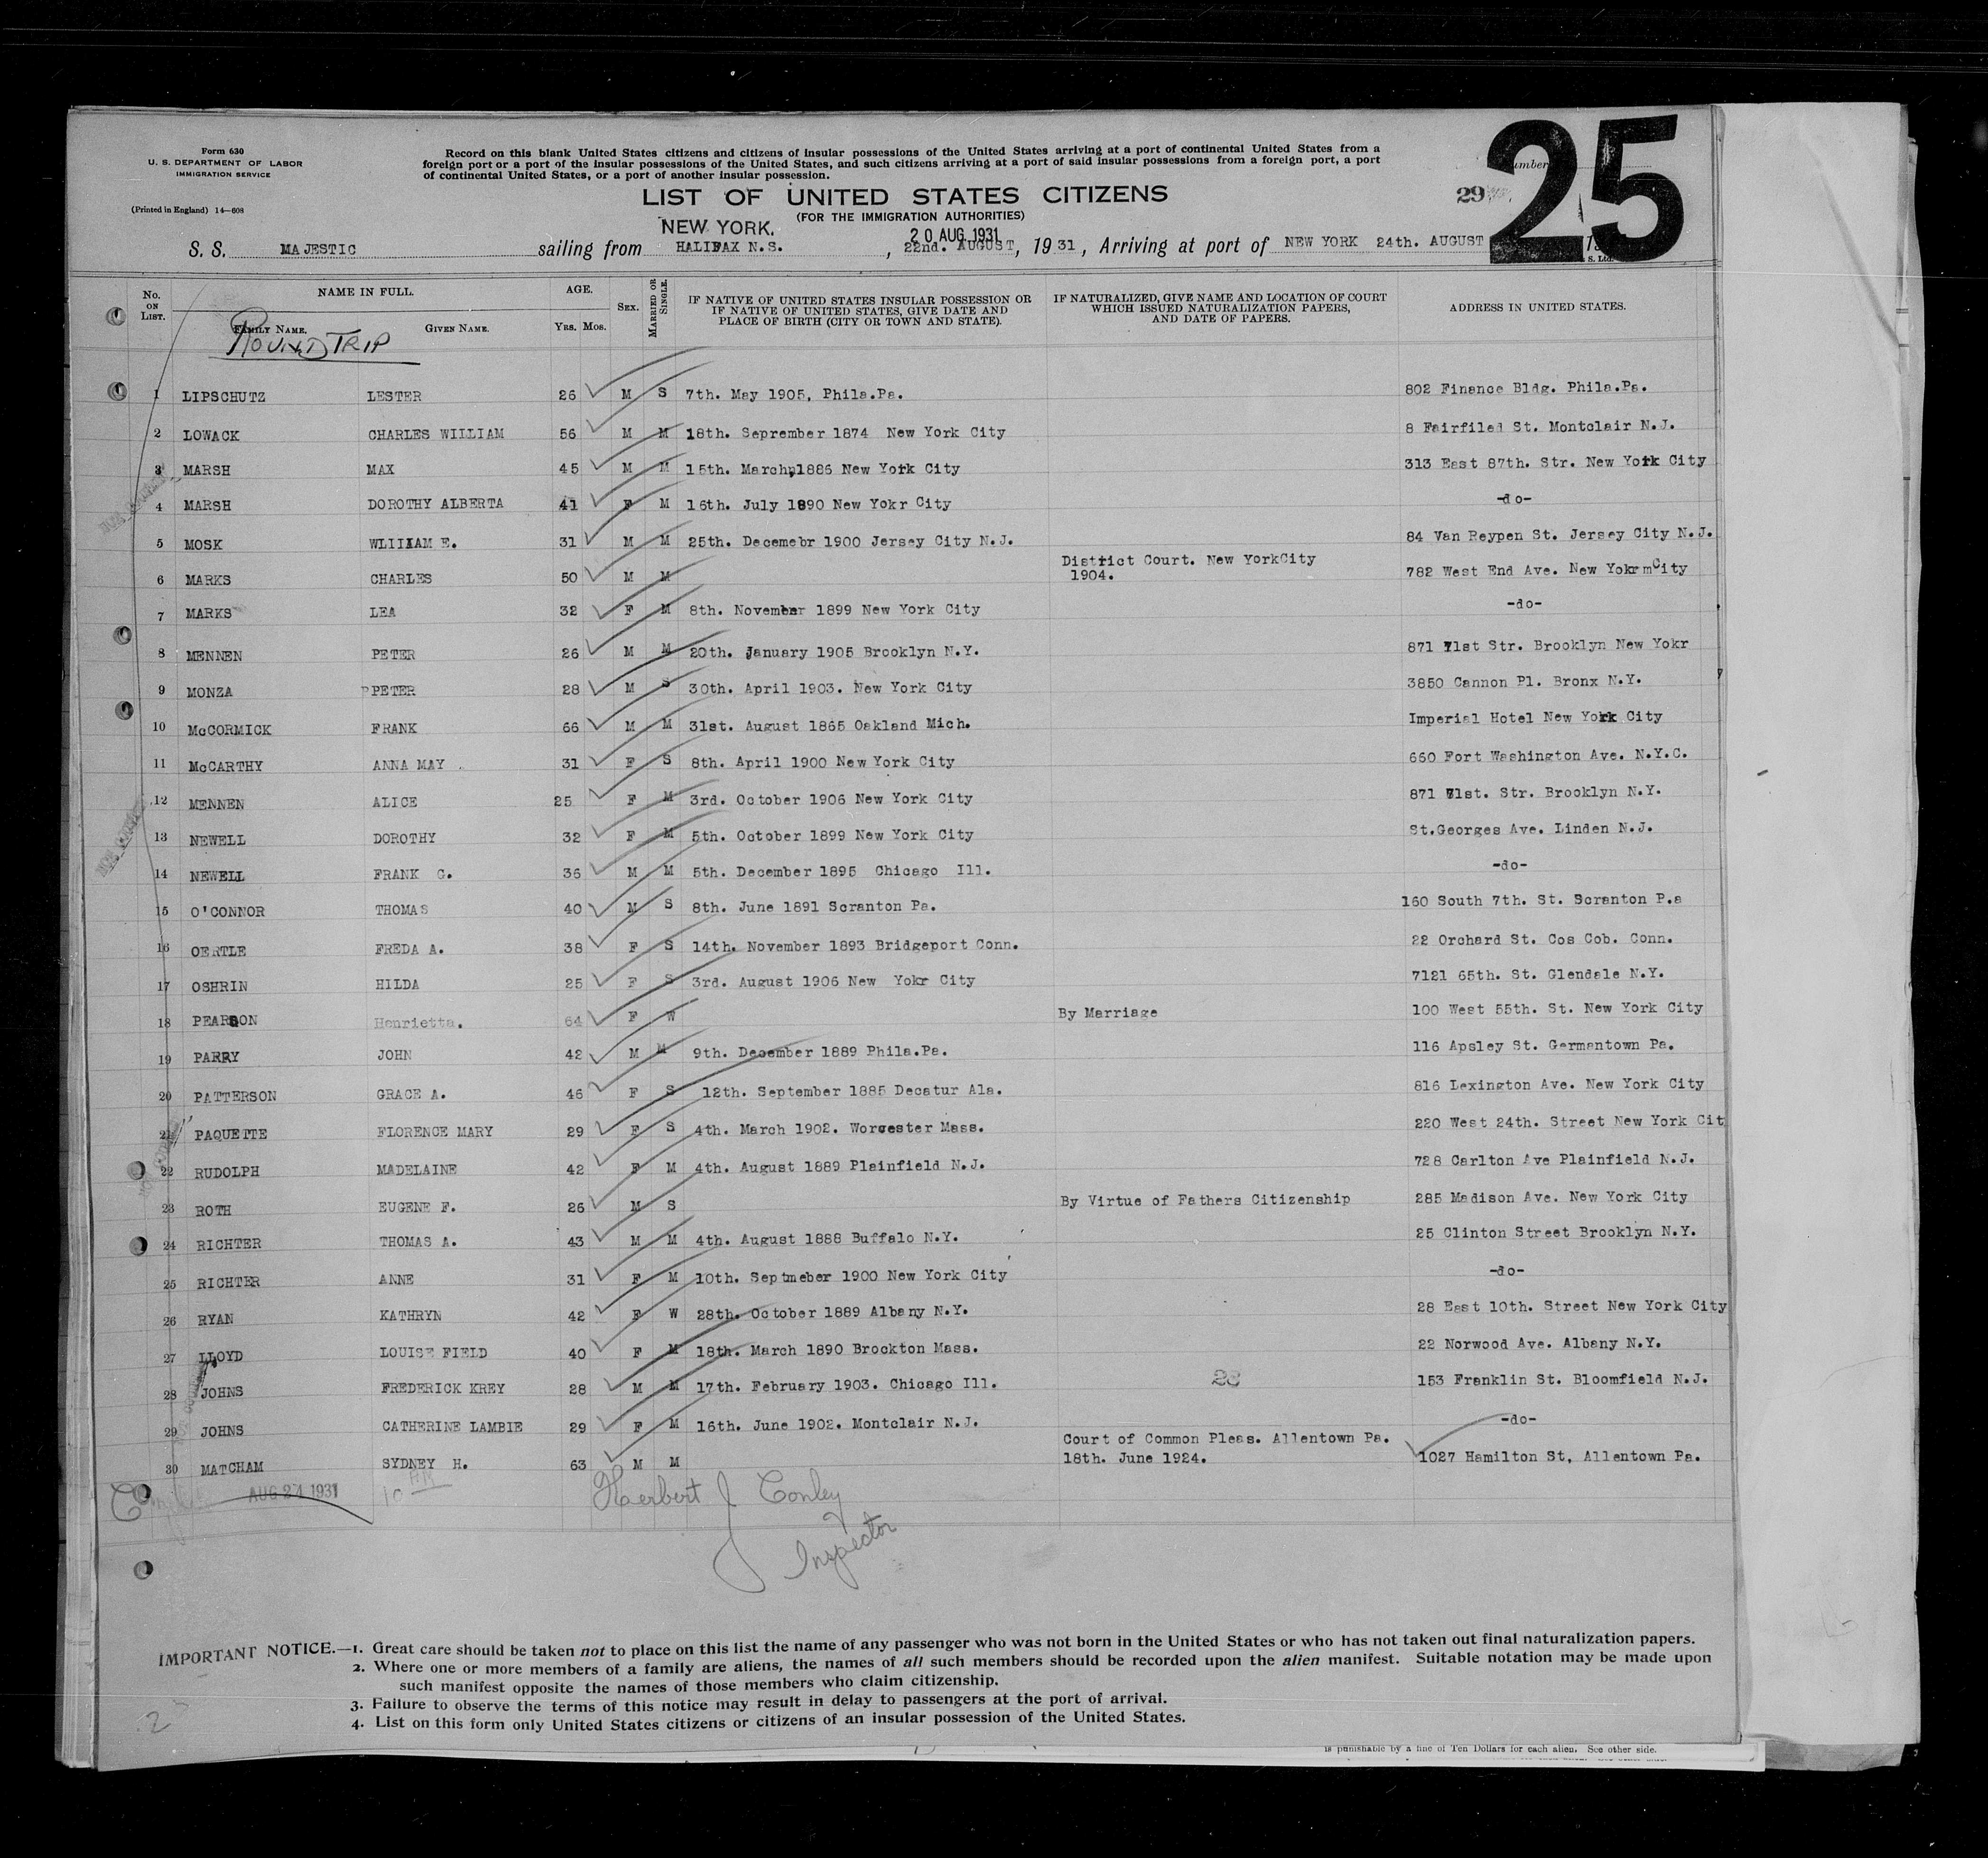 Form 630
U. S. DEPARTMENT OF LABOR
IMMIGRATION SERVICE
(Printed in England) 14—608
Record on this blank United States citizens and citizens of insular possessions of the United States arriving at a port of continental United States from a
foreign port or a port of the insular possessions of the United States, and such citizens arriving at a port of said insular possessions from a foreign port, a port
of continental United States, or a port of another insular possession.
25
29
LIST OF UNITED STATES CITIZENS
(FOR THE IMMIGRATION AUTHORITIES)
NEW YORK. 20 AUG 1931
S. S. MAJESTIC sailing from HALIFAX N.S. , 22nd. AUGUST, 1931, Arriving at port of NEW YORK 24th. AUGUST
No. ON LIST. NAME IN FULL. FAMILY NAME. GIVEN NAME. AGE. Yrs. Mos. SEX. MARRIED OR SINGLE. IF NATIVE OF UNITED STATES INSULAR POSSESSION OR IF NATIVE OF UNITED STATES, GIVE DATE AND PLACE OF BIRTH (CITY OR TOWN AND STATE). IF NATURALIZED, GIVE NAME AND LOCATION OF COURT WHICH ISSUED NATURALIZATION PAPERS, AND DATE OF PAPERS. ADDRESS IN UNITED STATES.
ROUND TRIP
1 LIPSCHUTZ LESTER 26 M S 7th. May 1905, Phila.Pa. 802 Finance Bldg. Phila.Pa.
2 LOWACK CHARLES WILLIAM 56 M M 18th. Seprember 1874 New York City 8 Fairfiled St. Montclair N.J.
3 MARSH MAX 45 M M 15th. March,1886 New York City 313 East 87th. Str. New York City
4 MARSH DOROTHY ALBERTA 41 F M 16th. July 1890 New Yokr City -do-
5 MOSK WLIIIAM E. 31 M M 25th. Decemebr 1900 Jersey City N.J. 84 Van Reypen St. Jersey City N.J.
6 MARKS CHARLES 50 M M District Court. New YorkCity 1904. 782 West End Ave. New Yokrm City
7 MARKS LEA 32 F M 8th. November 1899 New York City -do-
8 MENNEN PETER 26 M M 20th. January 1905 Brooklyn N.Y. 871 71st Str. Brooklyn New Yokr
9 MONZA PETER 28 M S 30th. April 1903. New York City 3850 Cannon Pl. Bronx N.Y.
10 McCORMICK FRANK 66 M M 31st. August 1865 Oakland Mich. Imperial Hotel New York City
11 McCARTHY ANNA MAY 31 F S 8th. April 1900 New York City 660 Fort Washington Ave. N.Y.C.
12 MENNEN ALICE 25 F M 3rd. October 1906 New York City 871 71st. Str. Brooklyn N.Y.
13 NEWELL DOROTHY 32 F M 5th. October 1899 New York City St.Georges Ave. Linden N.J.
14 NEWELL FRANK G. 36 M M 5th. December 1895 Chicago Ill. -do-
15 O'CONNOR THOMAS 40 M S 8th. June 1891 Scranton Pa. 160 South 7th. St. Scranton P.a
16 OERTLE FREDA A. 38 F S 14th. November 1893 Bridgeport Conn. 22 Orchard St. Cos Cob. Conn.
17 OSHRIN HILDA 25 F S 3rd. August 1906 New Yokr City 7121 65th. St. Glendale N.Y.
18 PEARSON Henrietta. 64 F W By Marriage 100 West 55th. St. New York City
19 PARRY JOHN 42 M M 9th. December 1889 Phila.Pa. 116 Apsley St. Germantown Pa.
20 PATTERSON GRACE A. 46 F S 12th. September 1885 Decatur Ala. 816 Lexington Ave. New York City
21 PAQUETTE FLORENCE MARY 29 F S 4th. March 1902. Worcester Mass. 220 West 24th. Street New York Cit
22 RUDOLPH MADELAINE 42 F M 4th. August 1889 Plainfield N.J. 728 Carlton Ave Plainfield N.J.
23 ROTH EUGENE F. 26 M S By Virtue of Fathers Citizenship 285 Madison Ave. New York City
24 RICHTER THOMAS A. 43 M M 4th. August 1888 Buffalo N.Y. 25 Clinton Street Brooklyn N.Y.
25 RICHTER ANNE 31 F M 10th. Septmeber 1900 New York City -do-
26 RYAN KATHRYN 42 F W 28th. October 1889 Albany N.Y. 28 East 10th. Street New York City
27 LLOYD LOUISE FIELD 40 F M 18th. March 1890 Brockton Mass. 22 Norwood Ave. Albany N.Y.
28 JOHNS FREDERICK KREY 28 M M 17th. February 1903. Chicago Ill. 153 Franklin St. Bloomfield N.J.
29 JOHNS CATHERINE LAMBIE 29 F M 16th. June 1902. Montclair N.J. -do-
30 MATCHAM SYDNEY H. 63 M M Court of Common Pleas. Allentown Pa. 18th. June 1924. 1027 Hamilton St, Allentown Pa.
AUG 24 1931 10 AM
Herbert J Conley
Inspector
IMPORTANT NOTICE.—1. Great care should be taken not to place on this list the name of any passenger who was not born in the United States or who has not taken out final naturalization papers.
2. Where one or more members of a family are aliens, the names of all such members should be recorded upon the alien manifest. Suitable notation may be made upon
such manifest opposite the names of those members who claim citizenship.
3. Failure to observe the terms of this notice may result in delay to passengers at the port of arrival.
4. List on this form only United States citizens or citizens of an insular possession of the United States.
2
is punishable by a fine of Ten Dollars for each alien. See other side.